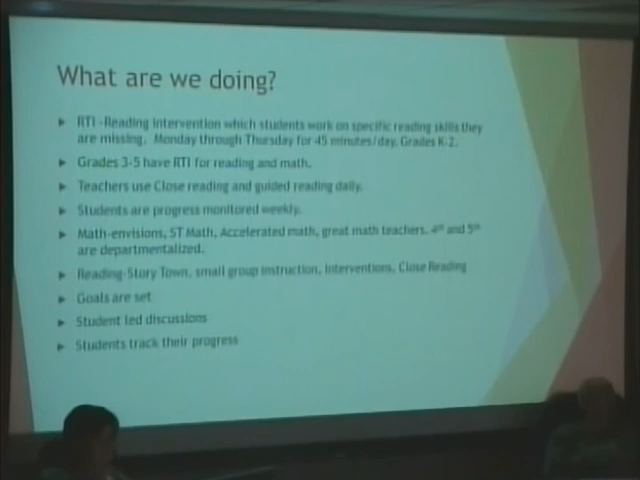 What are we doing?
RTI -Reading intervention which students work on specific reading skills they
are missing. Monday through Thursday for 45 minutes/day. Grades K-2.
Grades 3-5 have RTI for reading and math.
Teachers use Close reading and guided reading daily.
Students are progress monitored weekly.
Math-envisions, ST Math, Accelerated math, great math teachers. 4th and 5th
are departmentalized.
Reading-Story Town, small group instruction, interventions, Close Reading
Goals are set
Student led discussions
Students track their progress